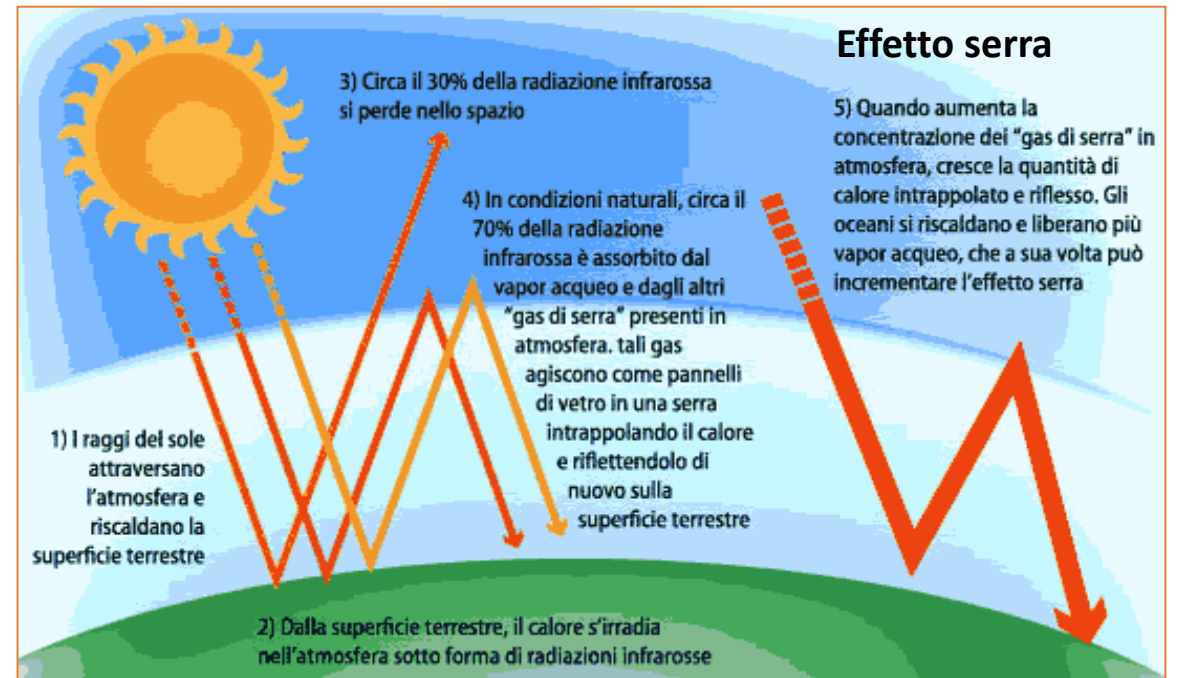 Effetto serra
1) I raggi del sole
attraversano
l'atmosfera e
riscaldano la
superficie terrestre
2) Dalla superficie terrestre, il calore s'irradia
nell'atmosfera sotto forma di radiazioni infrarosse
3) Circa il 30% della radiazione infrarossa
si perde nello spazio
4) In condizioni naturali, circa il
70% della radiazione
infrarossa è assorbito dal
vapor acqueo e dagli altri
"gas di serra" presenti in
atmosfera. tali gas
agiscono come pannelli
di vetro in una serra
intrappolando il calore
e riflettendolo di
nuovo sulla
superficie terrestre
5) Quando aumenta la
concentrazione dei "gas di serra" in
atmosfera, cresce la quantità di
calore intrappolato e riflesso. Gli
oceani si riscaldano e liberano più
vapor acqueo, che a sua volta può
incrementare l'effetto serra